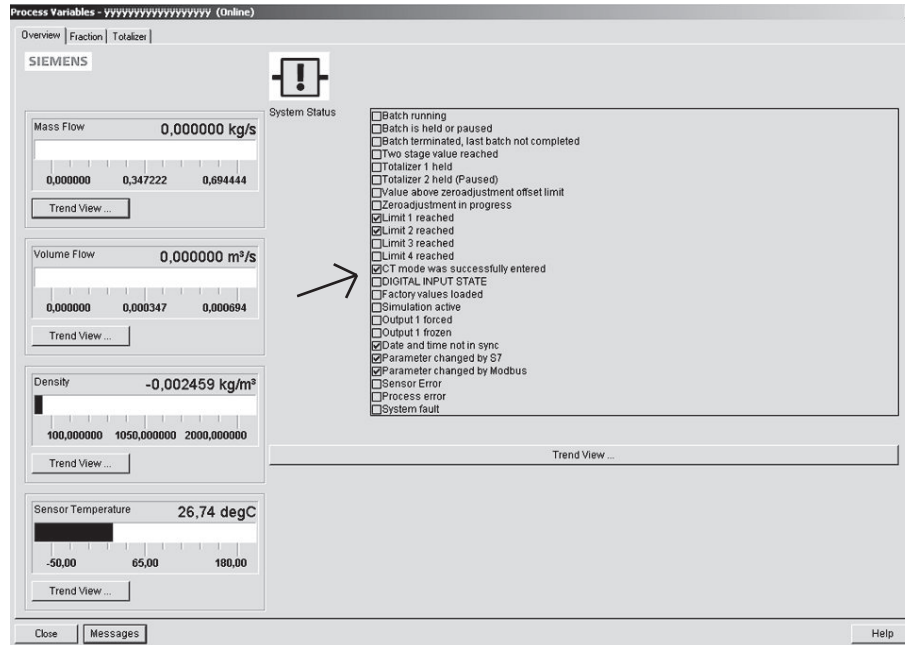 Process Variables - ÿÿÿÿÿÿÿÿÿÿÿÿÿÿÿÿÿÿ (Online)
Overview Fraction Totalizer
SIEMENS
System Status
Mass Flow 0,000000 kg/s
0,000000 0,347222 0,694444
Trend View ...
Volume Flow 0,000000 m³/s
0,000000 0,000347 0,000694
Trend View ...
Density -0,002459 kg/m³
100,000000 1050,000000 2000,000000
Trend View ...
Sensor Temperature 26,74 degC
-50,00 65,00 180,00
Trend View ...
Batch running
Batch is held or paused
Batch terminated, last batch not completed
Two stage value reached
Totalizer 1 held
Totalizer 2 held (Paused)
Value above zeroadjustment offset limit
Zeroadjustment in progress
Limit 1 reached
Limit 2 reached
Limit 3 reached
Limit 4 reached
CT mode was successfully entered
DIGITAL INPUT STATE
Factory values loaded
Simulation active
Output 1 forced
Output 1 frozen
Date and time not in sync
Parameter changed by S7
Parameter changed by Modbus
Sensor Error
Process error
System fault
Trend View ...
Close Messages Help